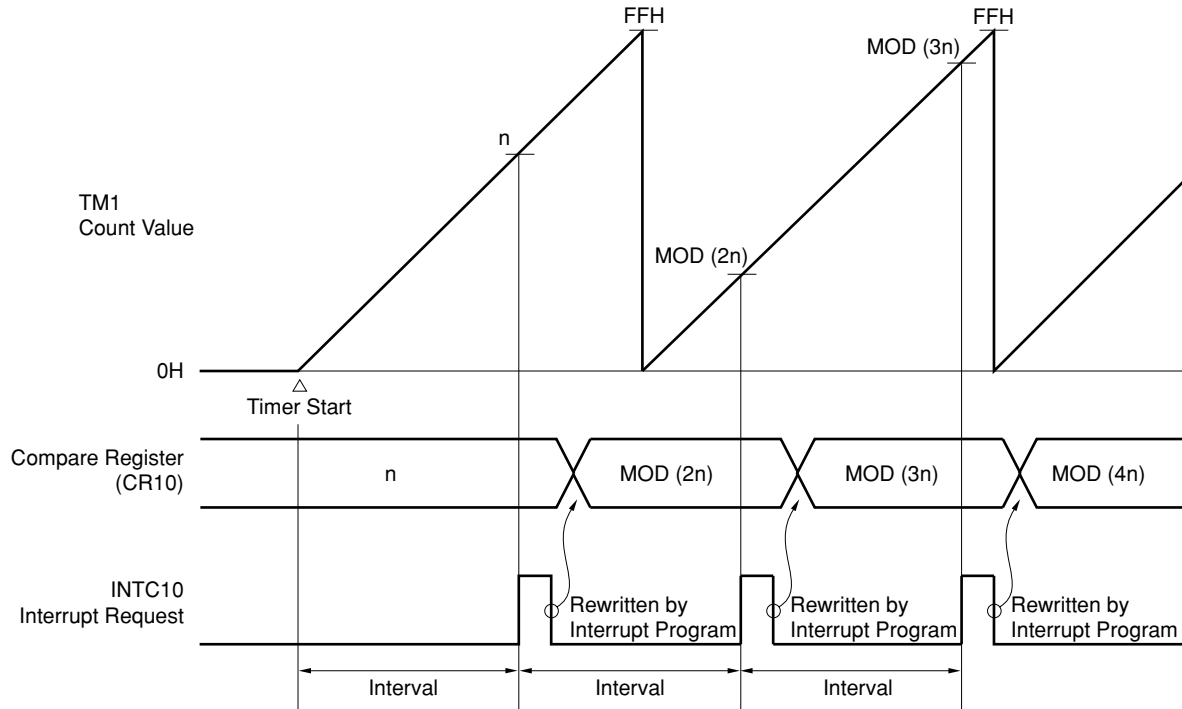 FFH
FFH
MOD (3n)
n
TM1
Count Value
MOD (2n)
0H
Timer Start
Compare Register
(CR10)
n
MOD (2n)
MOD (3n)
MOD (4n)
INTC10
Interrupt Request
Rewritten by
Interrupt Program
Rewritten by
Interrupt Program
Rewritten by
Interrupt Program
Interval
Interval
Interval